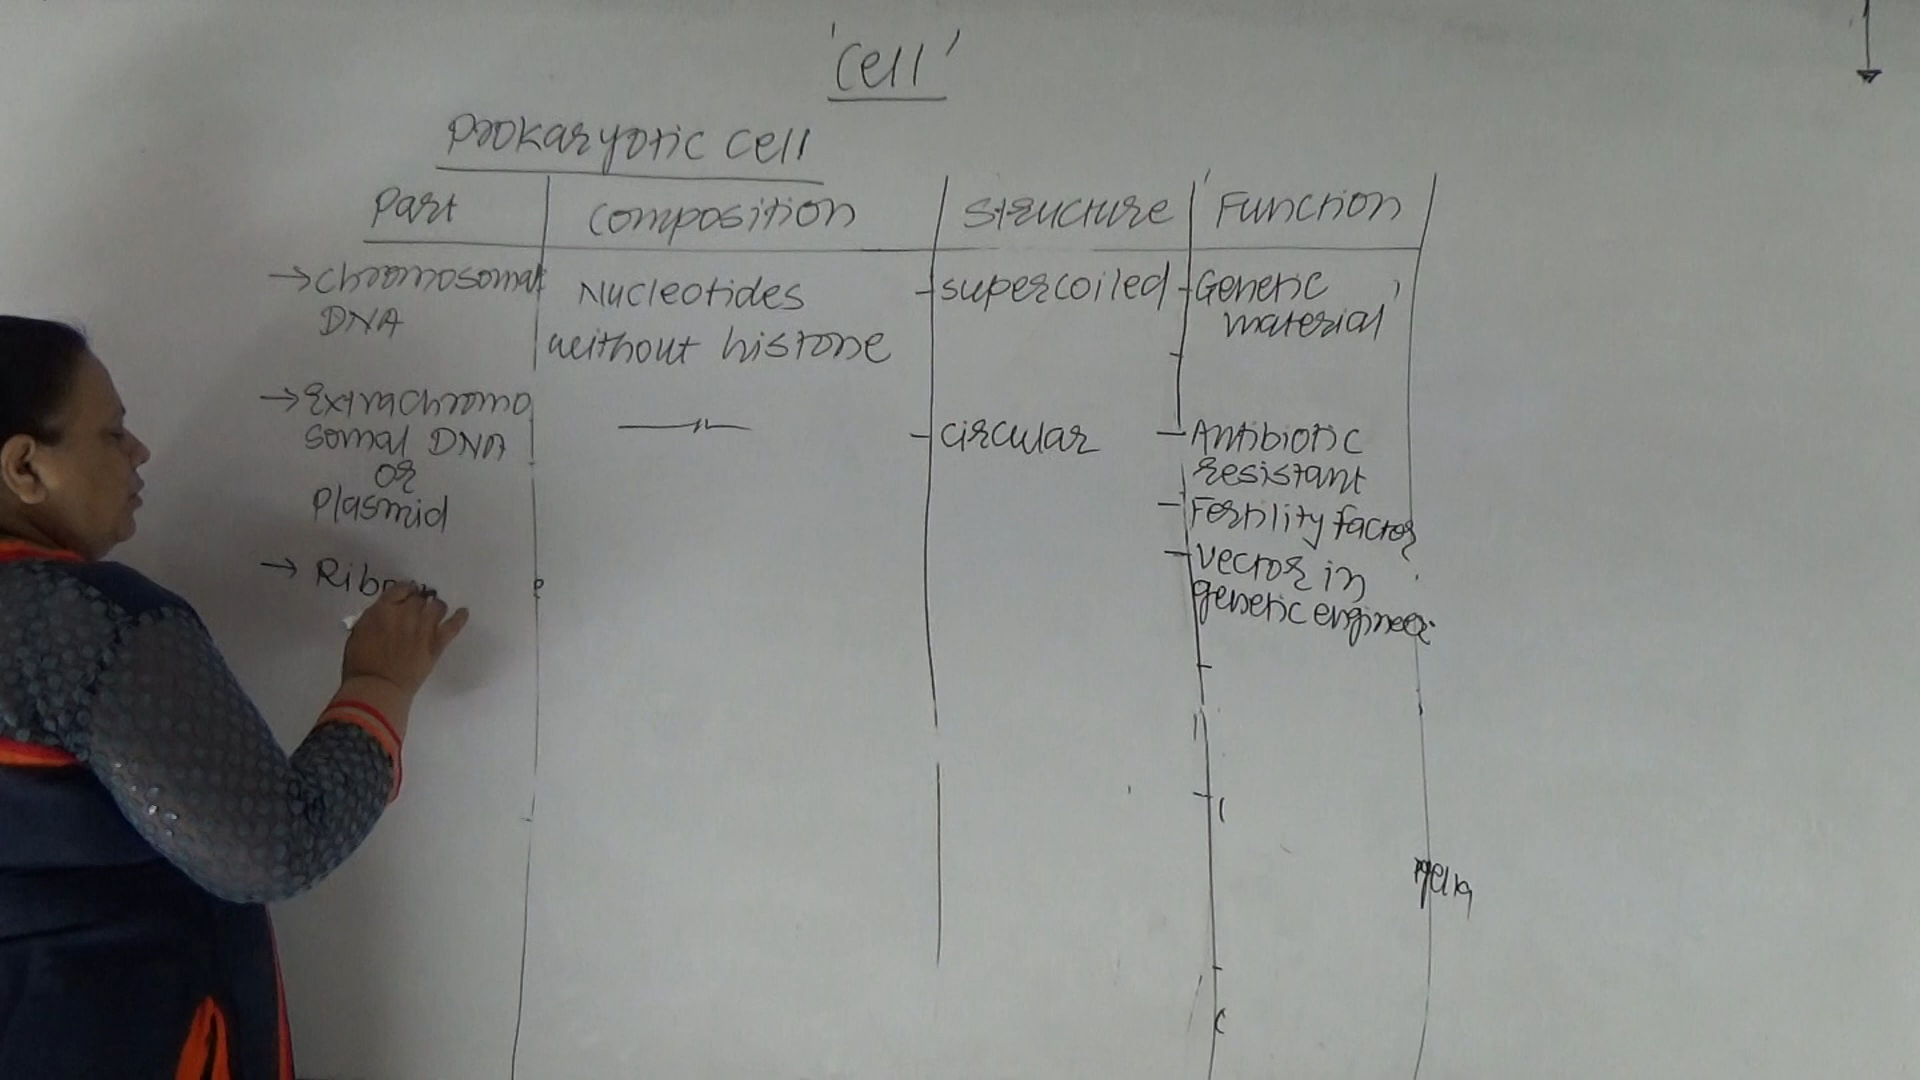 'Cell'
Prokaryotic cell
Part Composition Structure Function
→ Chromosomal DNA
Nucleotides
without histone
- supercoiled
- Genetic
material
→ Extrachromo
somal DNA
or
Plasmid
—〃—
- circular
- Antibiotic
resistant
- Fertility factor
- vector in
genetic engineer
→ Rib